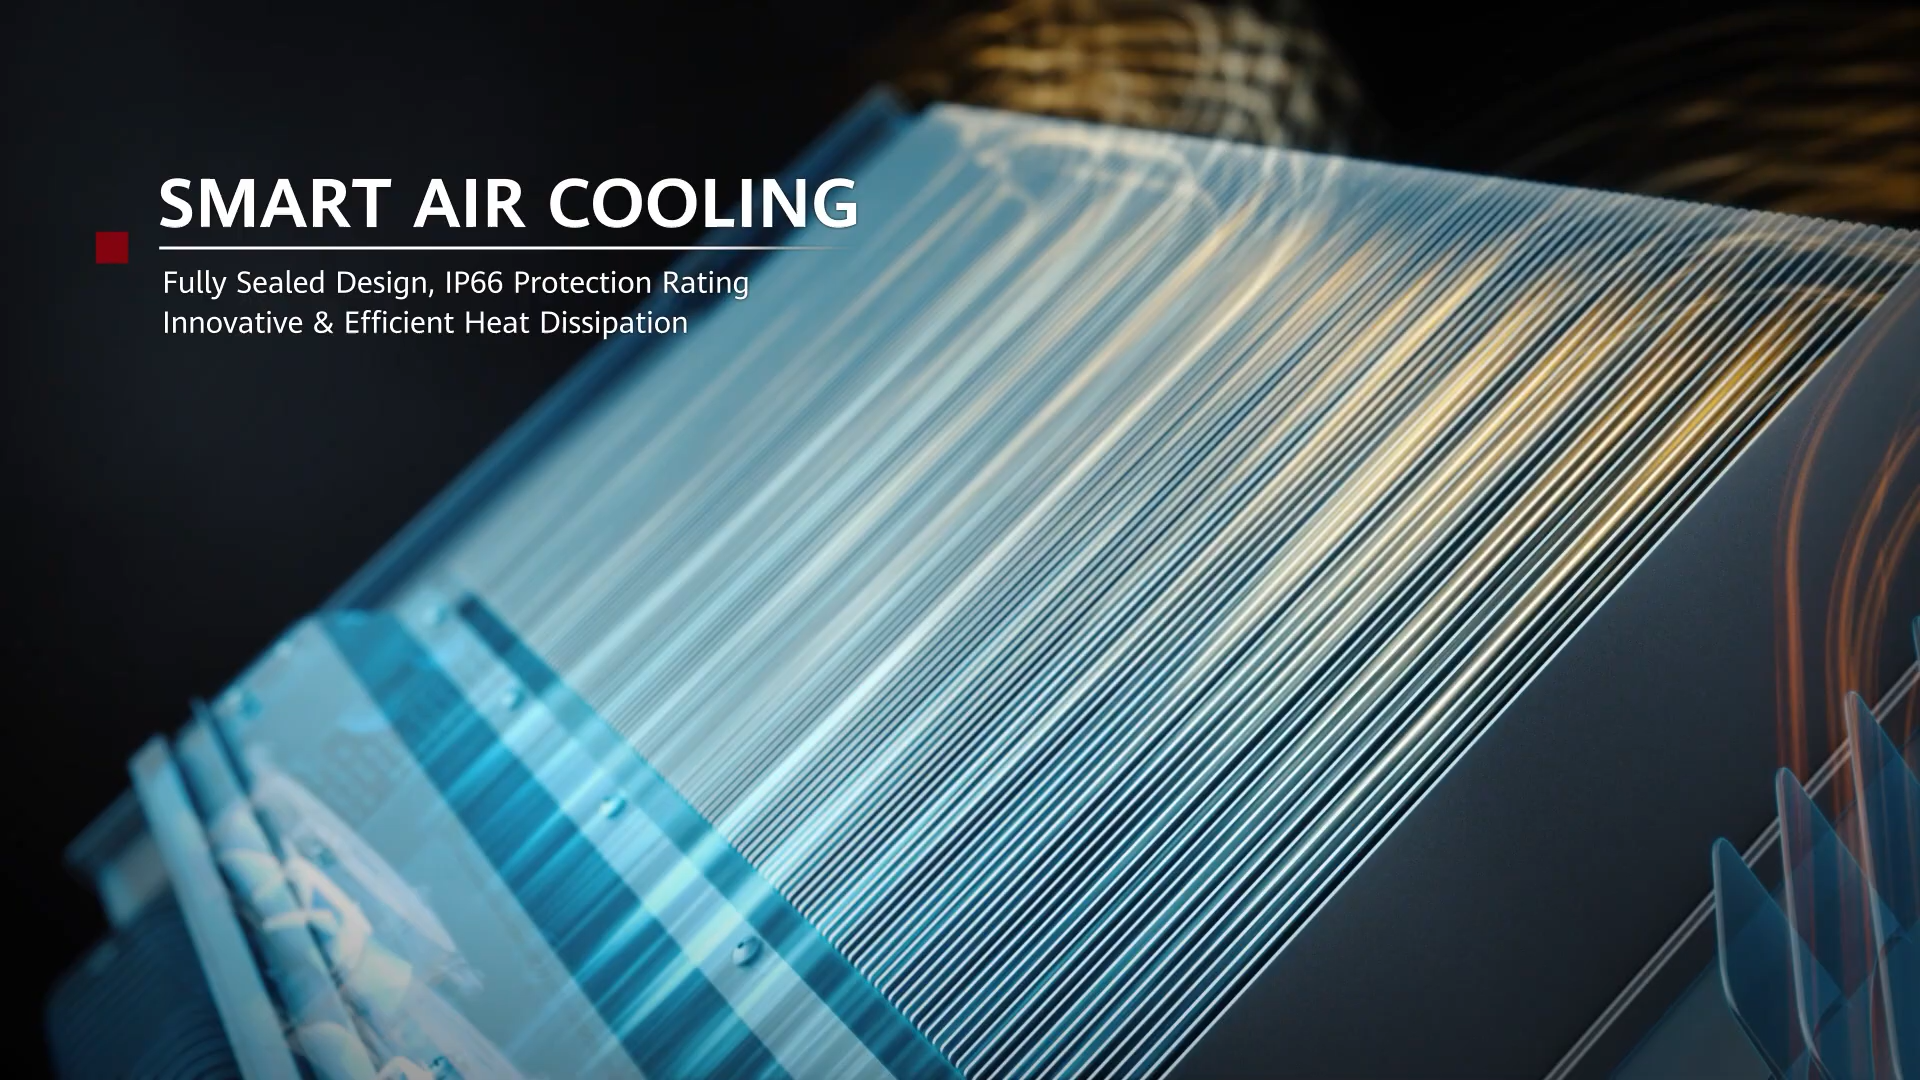 SMART AIR COOLING
Fully Sealed Design, IP66 Protection Rating
Innovative & Efficient Heat Dissipation